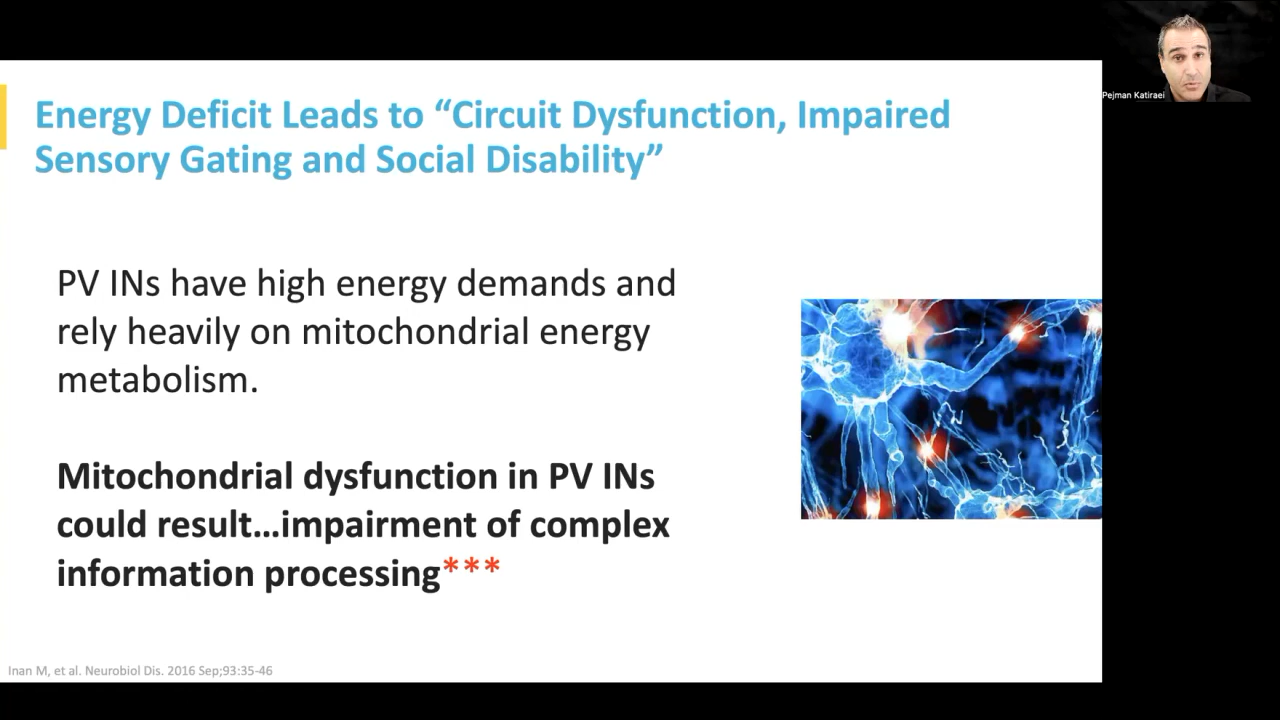 Energy Deficit Leads to “Circuit Dysfunction, Impaired
Sensory Gating and Social Disability”
PV INs have high energy demands and
rely heavily on mitochondrial energy
metabolism.
Mitochondrial dysfunction in PV INs
could result…impairment of complex
information processing***
Inan M, et al. Neurobiol Dis. 2016 Sep;93:35-46
Pejman Katiraei